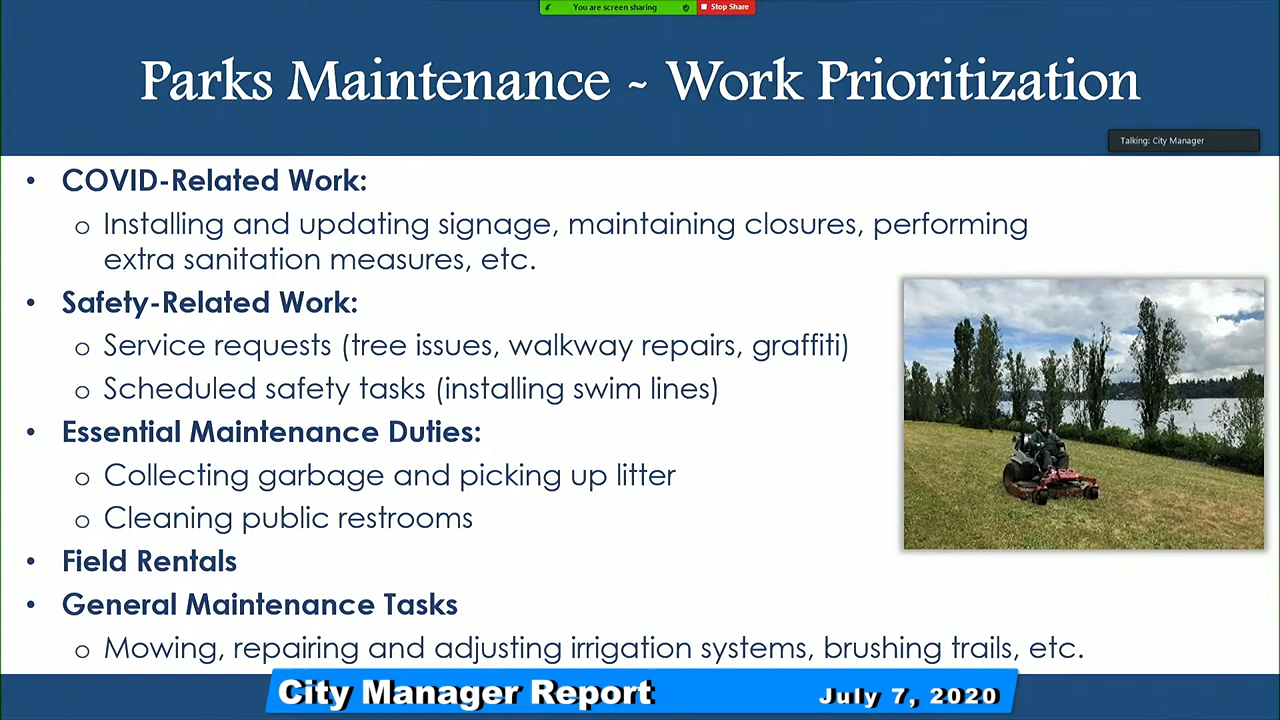 You are screen sharing
Stop Share
Parks Maintenance ~ Work Prioritization
Talking: City Manager
• COVID-Related Work:
o Installing and updating signage, maintaining closures, performing
extra sanitation measures, etc.
• Safety-Related Work:
o Service requests (tree issues, walkway repairs, graffiti)
o Scheduled safety tasks (installing swim lines)
• Essential Maintenance Duties:
o Collecting garbage and picking up litter
o Cleaning public restrooms
• Field Rentals
• General Maintenance Tasks
o Mowing, repairing and adjusting irrigation systems, brushing trails, etc.
City Manager Report
July 7, 2020